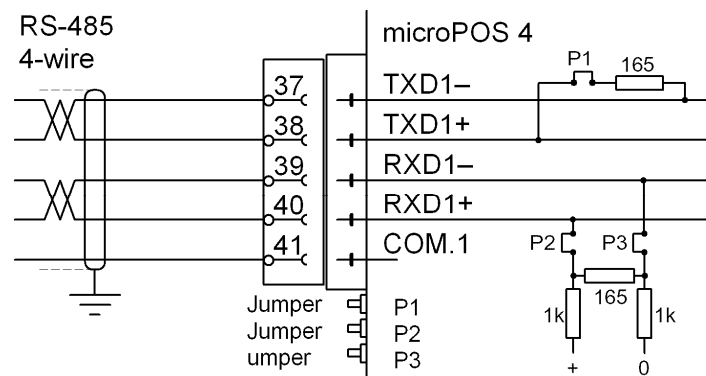 RS-485
4-wire
microPOS 4
P1
165
37
TXD1–
38
TXD1+
39
RXD1–
40
RXD1+
41
COM.1
P2
P3
165
1k
1k
+
0
Jumper
P1
Jumper
P2
umper
P3